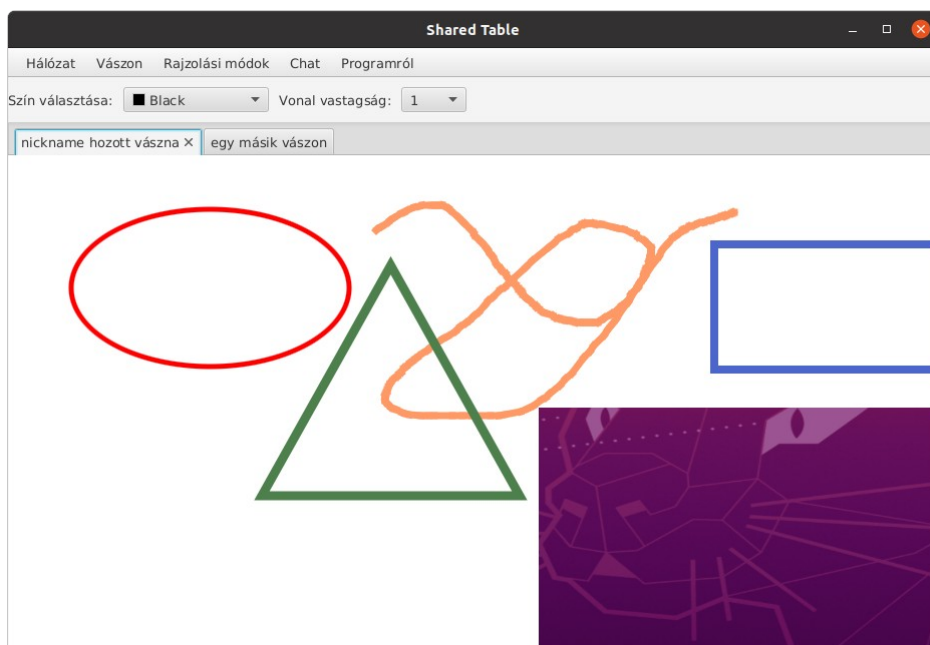 Shared Table
Hálózat Vászon Rajzolási módok Chat Programról
Szín választása: Black Vonal vastagság: 1
nickname hozott vászna × egy másik vászon